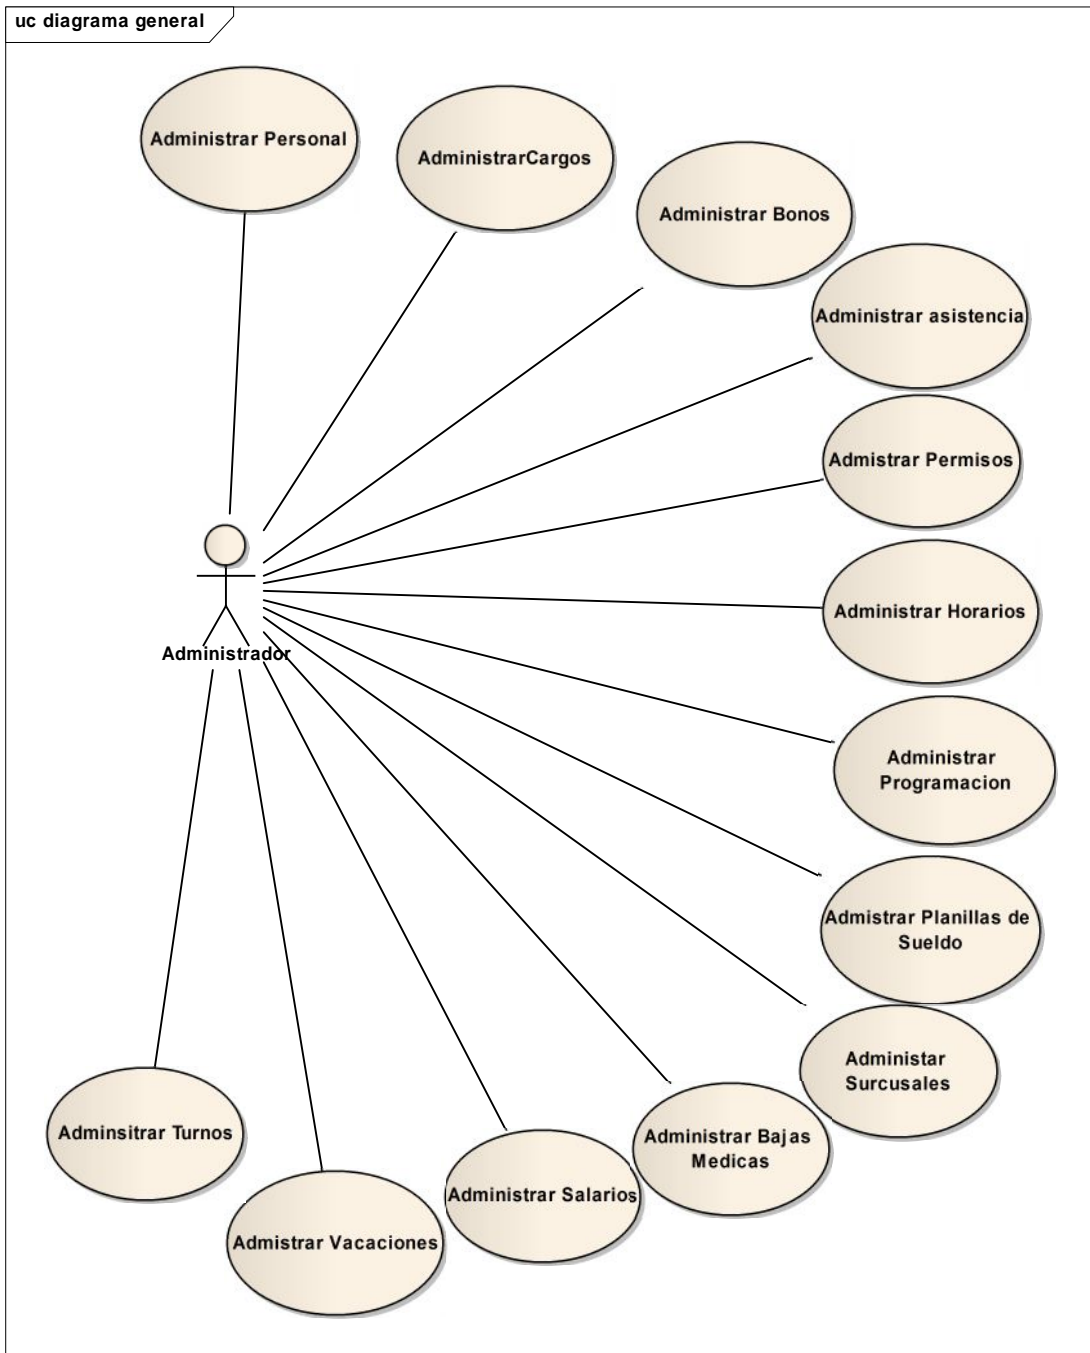 uc diagrama general
Administrar Personal
AdministrarCargos
Administrar Bonos
Administrar asistencia
Admistrar Permisos
Administrar Horarios
Administrador
Administrar
Programacion
Admistrar Planillas de
Sueldo
Administar
Surcusales
Administrar Bajas
Medicas
Administrar Salarios
Admistrar Vacaciones
Adminsitrar Turnos